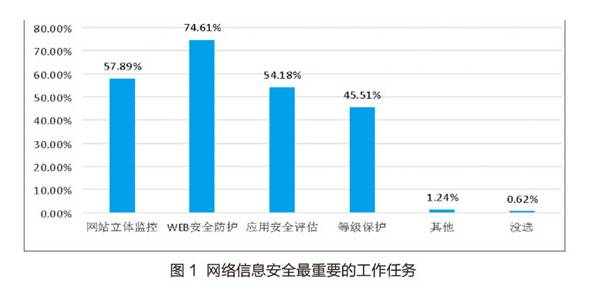 80.00%
70.00%
60.00%
50.00%
40.00%
30.00%
20.00%
10.00%
0.00%
57.89%
74.61%
54.18%
45.51%
1.24%
0.62%
网站立体监控
WEB安全防护
应用安全评估
等级保护
其他
没选
图 1 网络信息安全最重要的工作任务